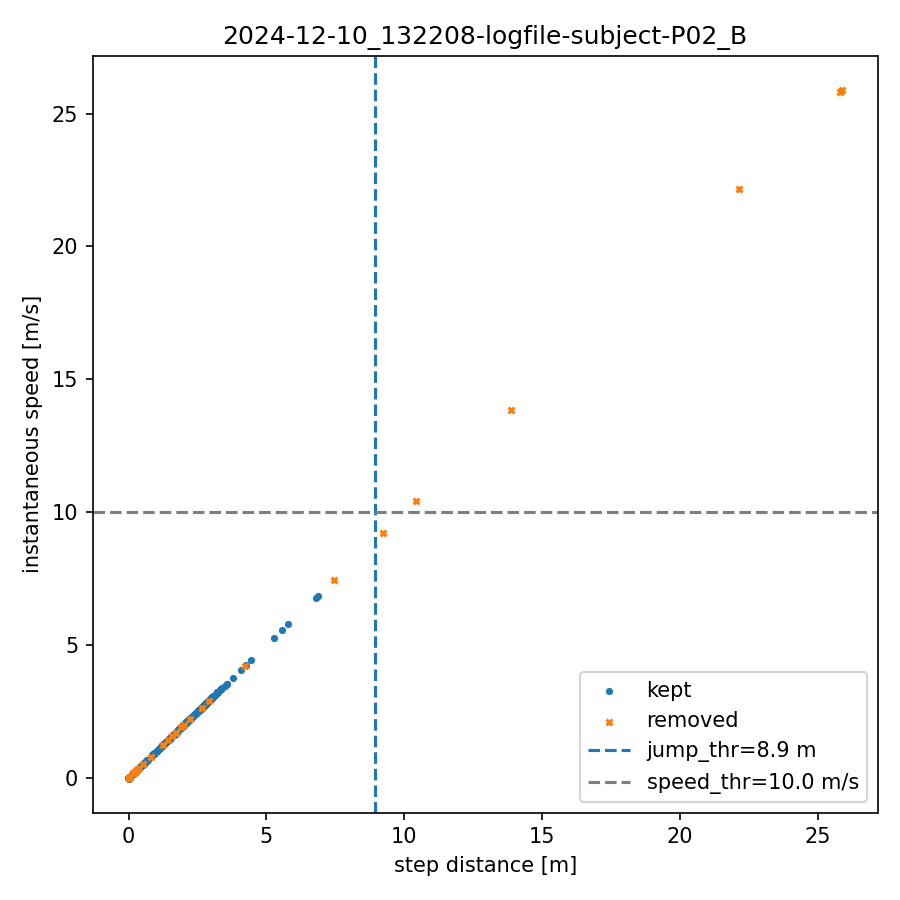 2024-12-10_132208-logfile-subject-P02_B
instantaneous speed [m/s]
25
20
15
10
5
0
0 5 10 15 20 25
step distance [m]
kept
removed
jump_thr=8.9 m
speed_thr=10.0 m/s